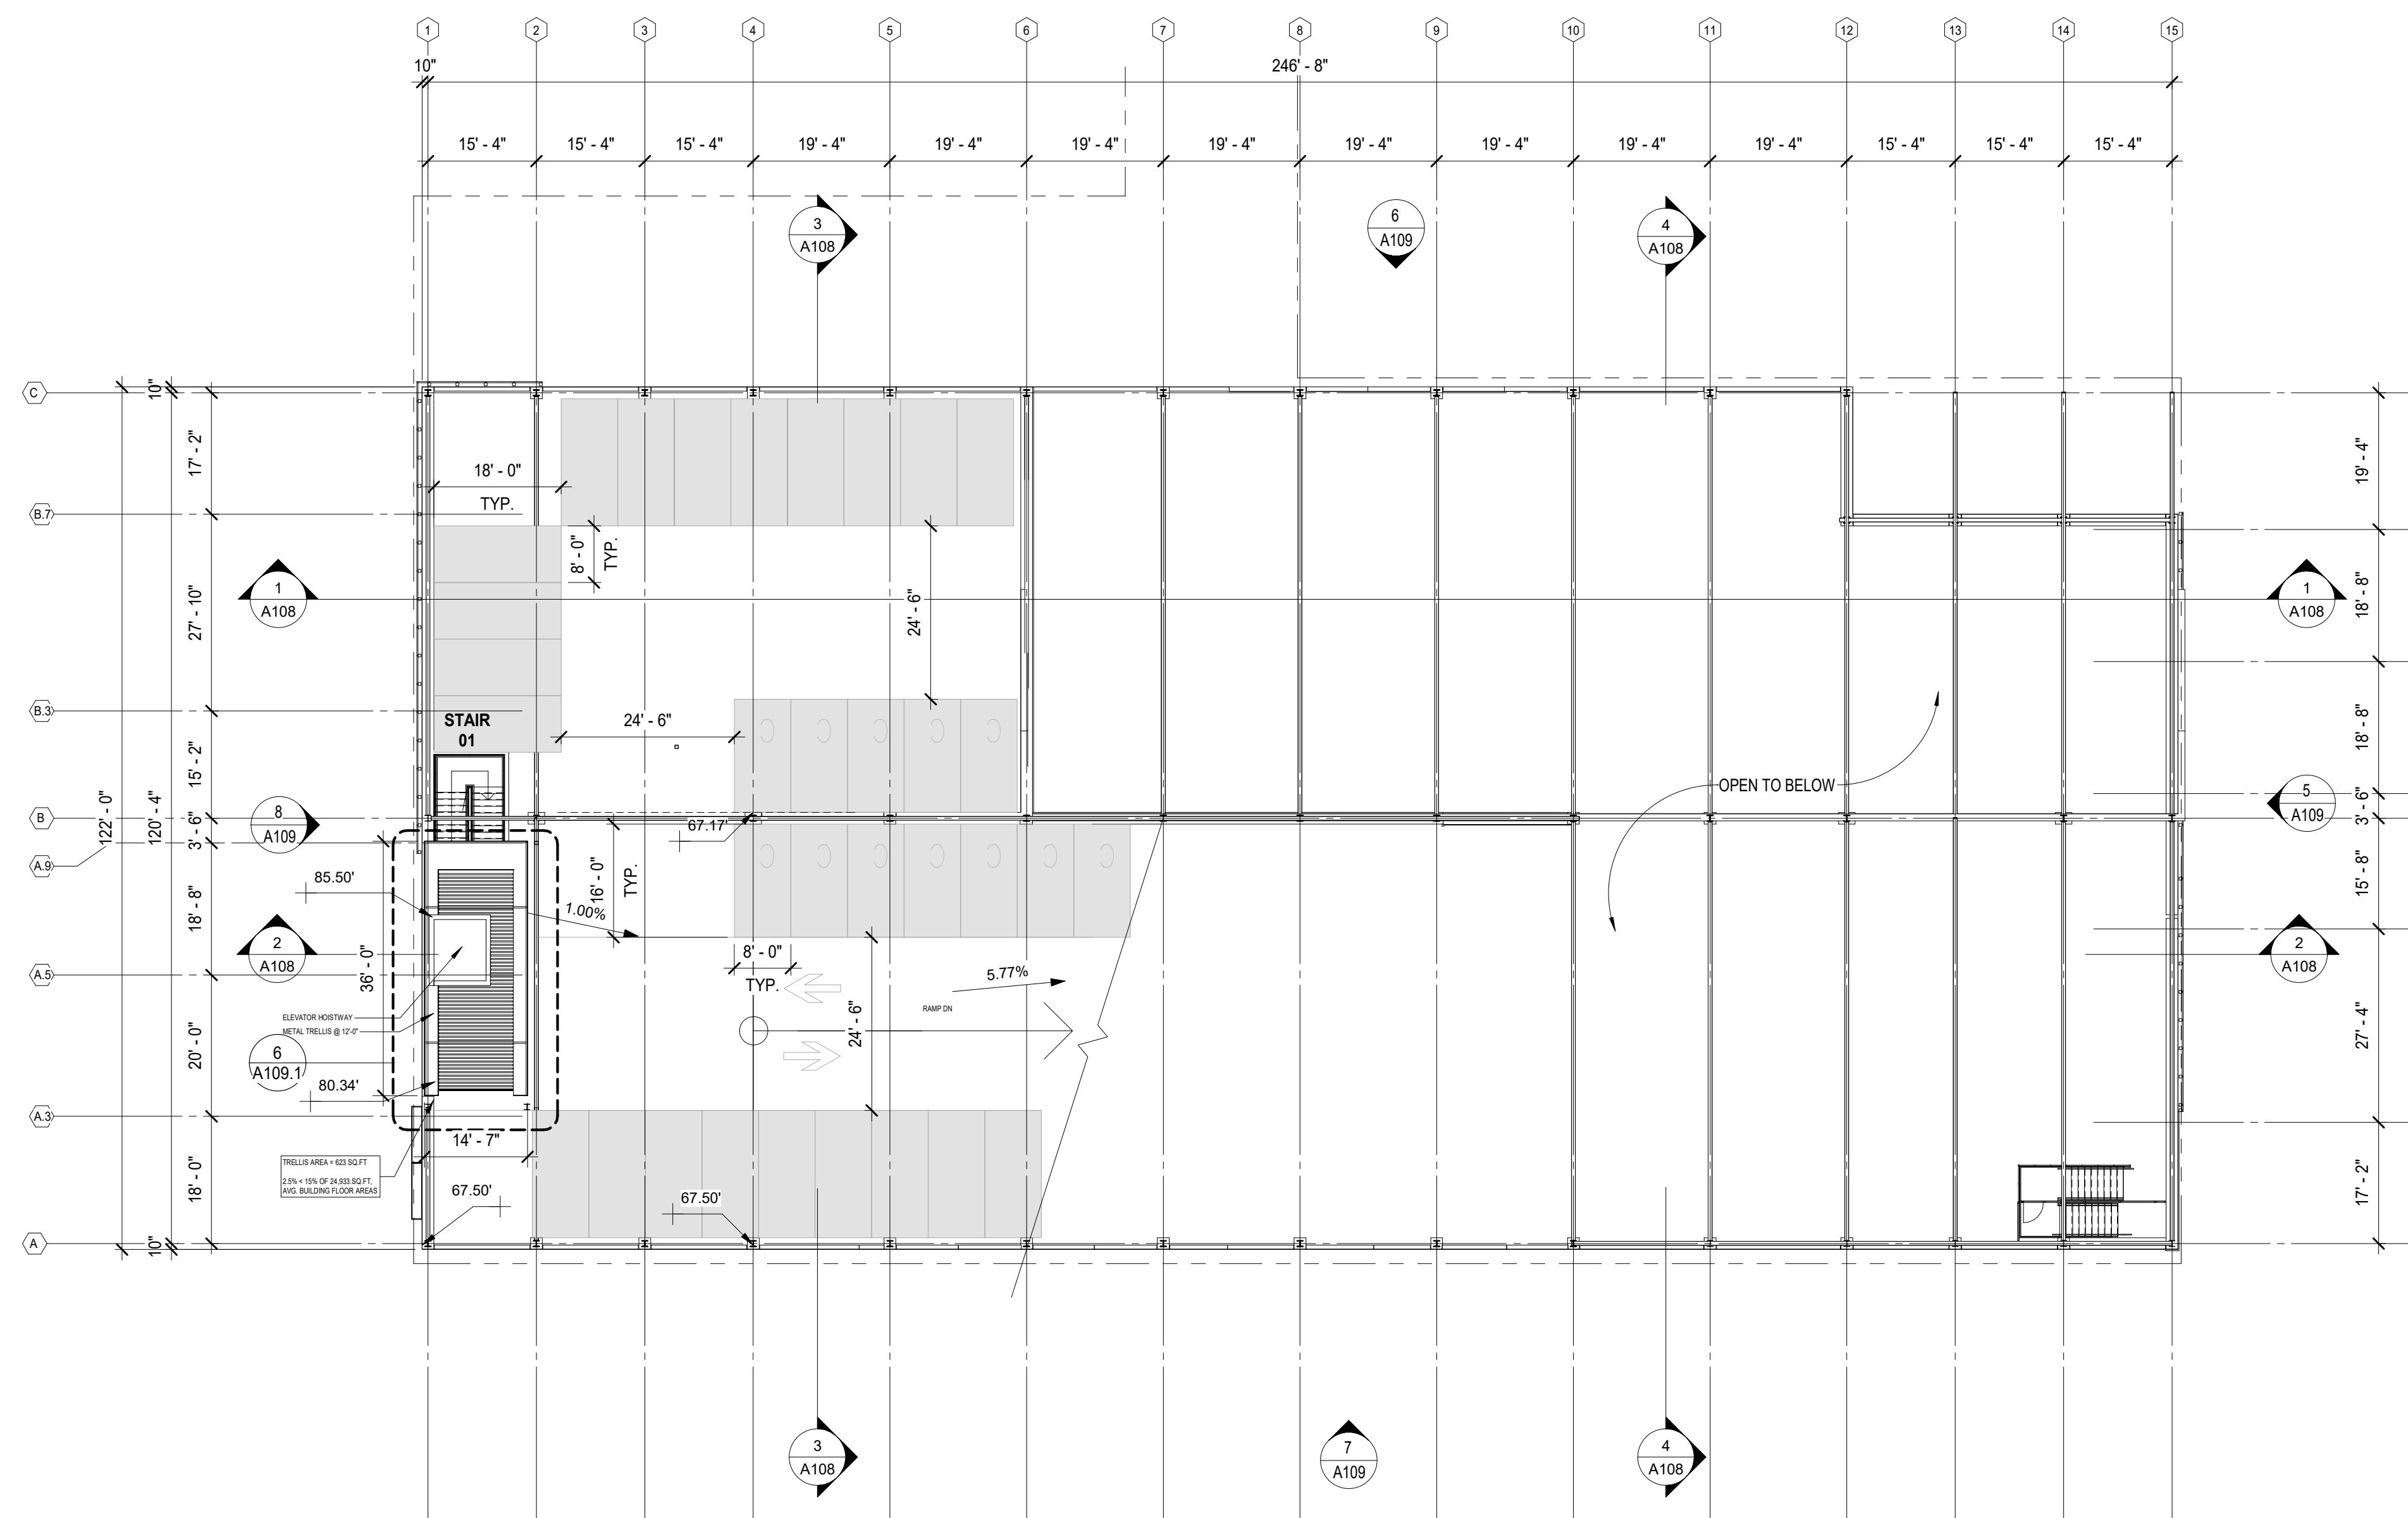 1 2 3 4 5 6 7 8 9 10 11 12 13 14 15
10" 246' - 8"
15' - 4" 15' - 4" 15' - 4" 19' - 4" 19' - 4" 19' - 4" 19' - 4" 19' - 4" 19' - 4" 19' - 4" 19' - 4" 15' - 4" 15' - 4" 15' - 4"
3
A108
6
A109
4
A108
C
10"
17' - 2"
19' - 4"
18' - 0"
TYP.
B.7
8' - 0"
TYP.
1
A108
27' - 10"
24' - 6"
18' - 8"
1
A108
B.3
STAIR
01
24' - 6"
15' - 2"
18' - 8"
OPEN TO BELOW
122' - 0"
120' - 4"
B
8
A109
3' - 6"
67.17'
3' - 6"
5
A109
A.9
85.50'
16' - 0"
TYP.
1.00%
15' - 8"
18' - 8"
2
A108
36' - 0"
8' - 0"
TYP.
5.77%
2
A108
A.5
ELEVATOR HOISTWAY
METAL TRELLIS @ 12'-0"
RAMP DN
24' - 6"
20' - 0"
27' - 4"
6
A109.1
80.34'
A.3
14' - 7"
TRELLIS AREA = 623 SQ.FT
2.5% < 15% OF 24,933.SQ.FT,
AVG. BUILDING FLOOR AREAS
18' - 0"
67.50'
67.50'
17' - 2"
A
10"
3
A108
7
A109
4
A108